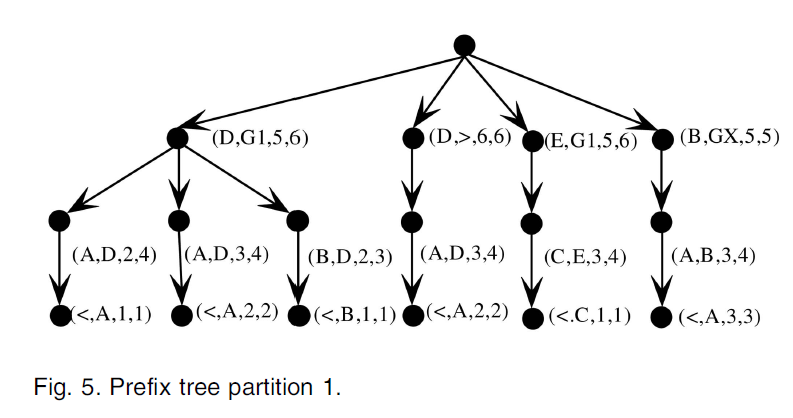 (D,G1,5,6) (D,>,6,6) (E,G1,5,6) (B,GX,5,5)
(A,D,2,4) (A,D,3,4) (B,D,2,3) (A,D,3,4) (C,E,3,4) (A,B,3,4)
(<,A,1,1) (<,A,2,2) (<,B,1,1) (<,A,2,2) (<.C,1,1) (<,A,3,3)
Fig. 5. Prefix tree partition 1.